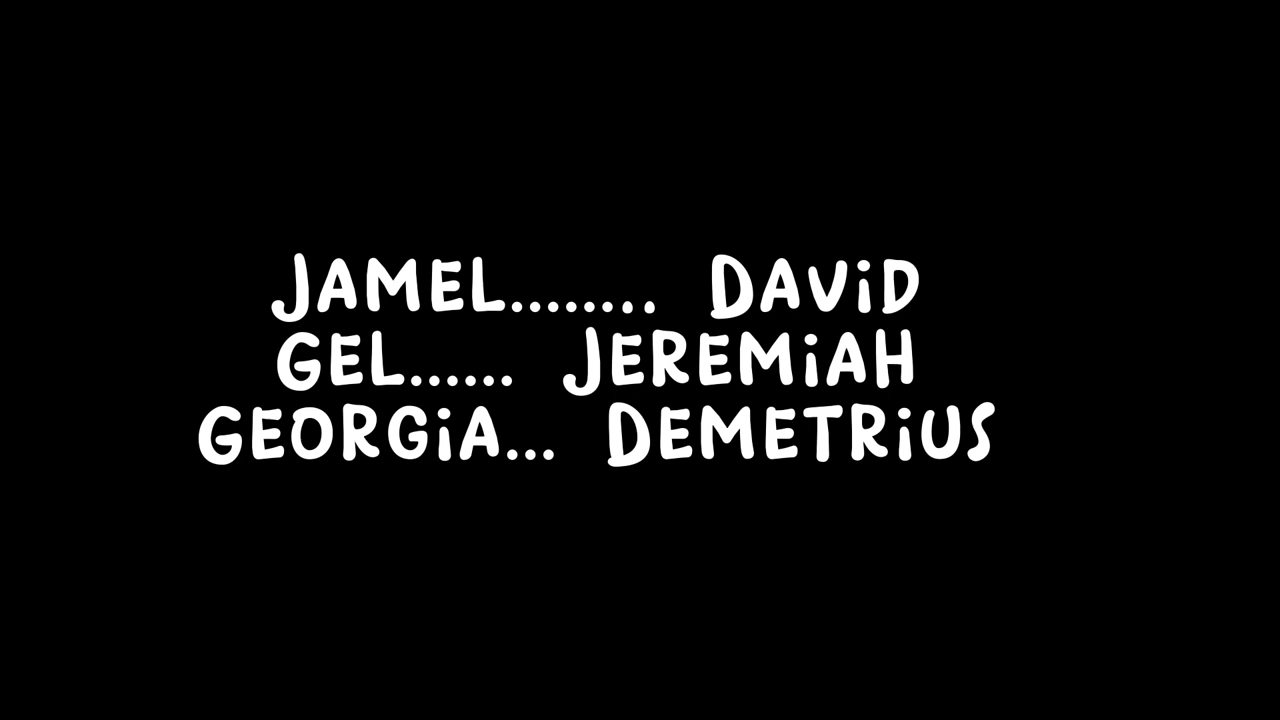 JAMEL........ DAViD
GEL...... JEREMiAH
GEORGiA... DEMETRiUS